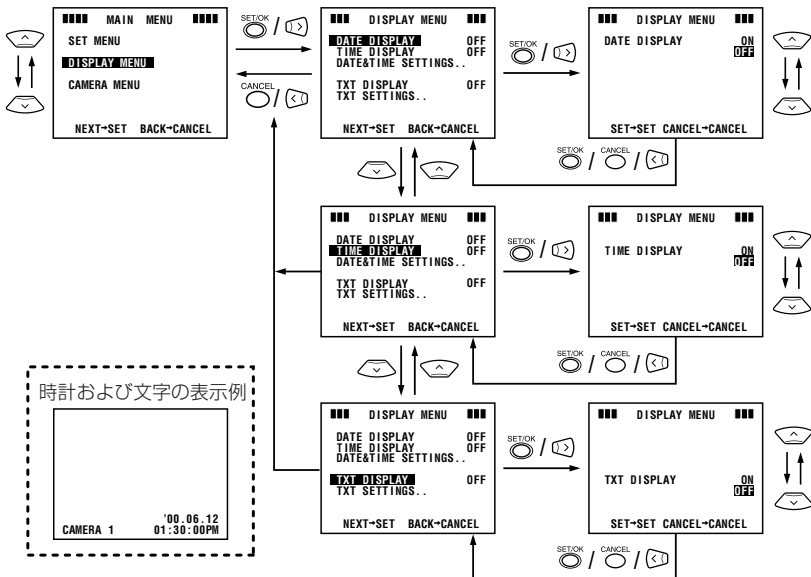 MAIN MENU
SET MENU
DISPLAY MENU
CAMERA MENU
NEXT→SET BACK→CANCEL
SET/OK
/
CANCEL
/
DISPLAY MENU
DATE DISPLAY OFF
TIME DISPLAY OFF
DATE&TIME SETTINGS..
TXT DISPLAY OFF
TXT SETTINGS..
NEXT→SET BACK→CANCEL
SET/OK
/
DISPLAY MENU
DATE DISPLAY ON
OFF
SET→SET CANCEL→CANCEL
SET/OK / CANCEL /
DISPLAY MENU
DATE DISPLAY OFF
TIME DISPLAY OFF
DATE&TIME SETTINGS..
TXT DISPLAY OFF
TXT SETTINGS..
NEXT→SET BACK→CANCEL
SET/OK
/
DISPLAY MENU
TIME DISPLAY ON
OFF
SET→SET CANCEL→CANCEL
SET/OK / CANCEL /
時計および文字の表示例
'00.06.12
CAMERA 1 01:30:00PM
DISPLAY MENU
DATE DISPLAY OFF
TIME DISPLAY OFF
DATE&TIME SETTINGS..
TXT DISPLAY OFF
TXT SETTINGS..
NEXT→SET BACK→CANCEL
SET/OK
/
DISPLAY MENU
TXT DISPLAY ON
OFF
SET→SET CANCEL→CANCEL
SET/OK / CANCEL /